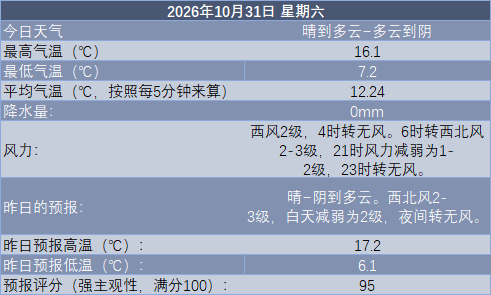 2026年10月31日 星期六
今日天气 晴到多云-多云到阴
最高气温（℃） 16.1
最低气温（℃） 7.2
平均气温（℃，按照每5分钟来算） 12.24
降水量： 0mm
风力： 西风2级，4时转无风。6时转西北风
2-3级，21时风力减弱为1-
2级，23时转无风。
昨日的预报： 晴-阴到多云。西北风2-
3级，白天减弱为2级，夜间转无风。
昨日预报高温（℃）： 17.2
昨日预报低温（℃）： 6.1
预报评分（强主观性，满分100）： 95